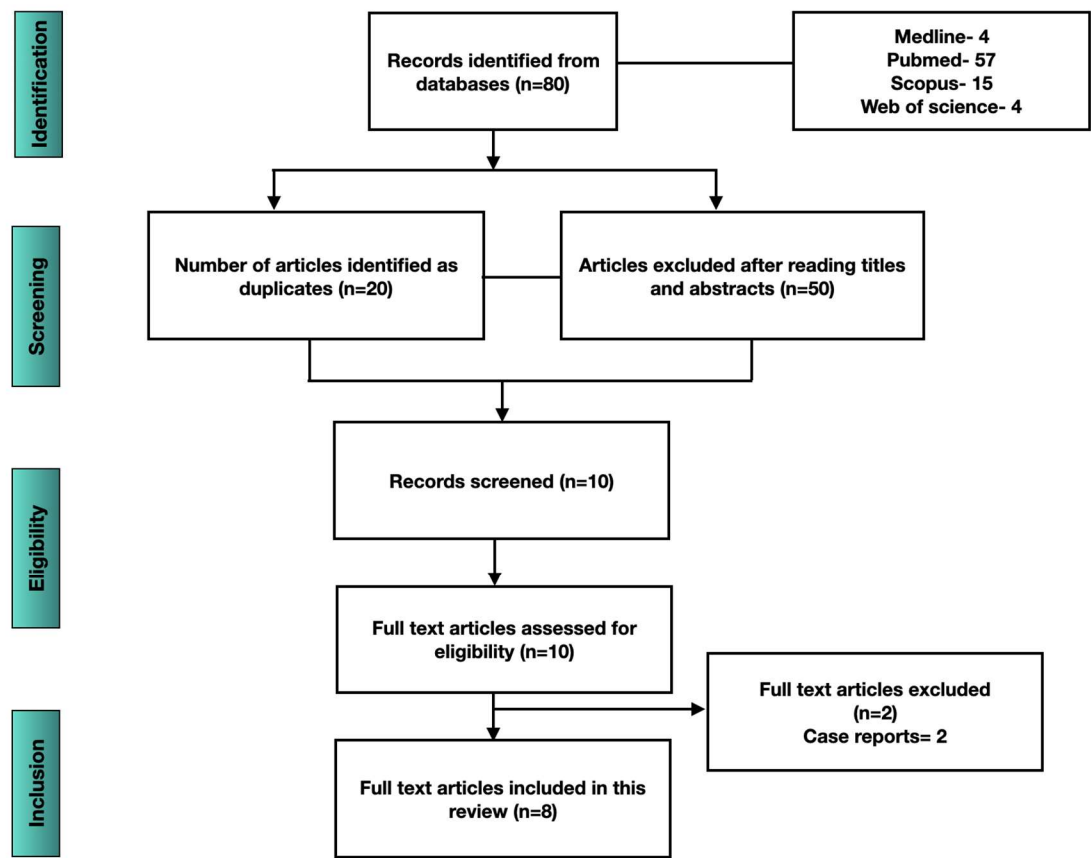 Identification
Records identified from
databases (n=80)
Medline- 4
Pubmed- 57
Scopus- 15
Web of science- 4
Screening
Number of articles identified as
duplicates (n=20)
Articles excluded after reading titles
and abstracts (n=50)
Eligibility
Records screened (n=10)
Full text articles assessed for
eligibility (n=10)
Full text articles excluded
(n=2)
Case reports= 2
Inclusion
Full text articles included in this
review (n=8)